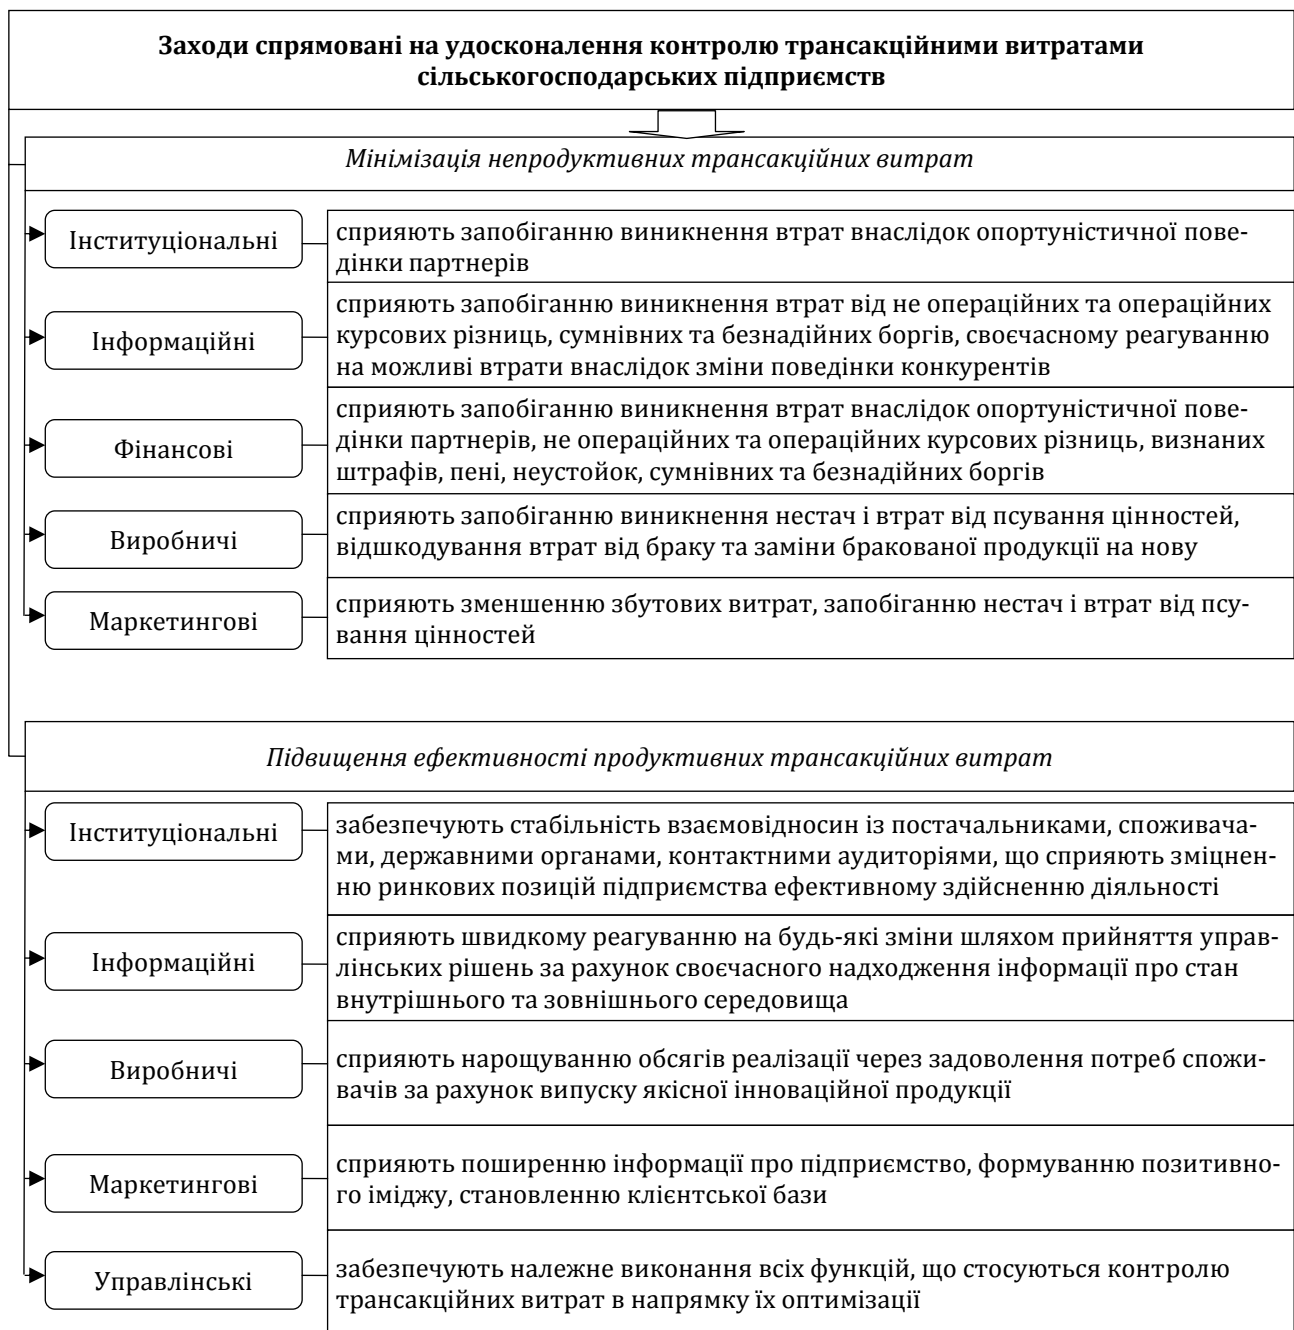 Заходи спрямовані на удосконалення контролю трансакційними витратами
сільськогосподарських підприємств
Мінімізація непродуктивних трансакційних витрат
Інституціональні
сприяють запобіганню виникнення втрат внаслідок опортуністичної пове-
дінки партнерів
Інформаційні
сприяють запобіганню виникнення втрат від не операційних та операційних
курсових різниць, сумнівних та безнадійних боргів, своєчасному реагуванню
на можливі втрати внаслідок зміни поведінки конкурентів
Фінансові
сприяють запобіганню виникнення втрат внаслідок опортуністичної пове-
дінки партнерів, не операційних та операційних курсових різниць, визнаних
штрафів, пені, неустойок, сумнівних та безнадійних боргів
Виробничі
сприяють запобіганню виникнення нестач і втрат від псування цінностей,
відшкодування втрат від браку та заміни бракованої продукції на нову
Маркетингові
сприяють зменшенню збутових витрат, запобіганню нестач і втрат від псу-
вання цінностей
Підвищення ефективності продуктивних трансакційних витрат
Інституціональні
забезпечують стабільність взаємовідносин із постачальниками, споживача-
ми, державними органами, контактними аудиторіями, що сприяють зміцнен-
ню ринкових позицій підприємства ефективному здійсненню діяльності
Інформаційні
сприяють швидкому реагуванню на будь-які зміни шляхом прийняття управ-
лінських рішень за рахунок своєчасного надходження інформації про стан
внутрішнього та зовнішнього середовища
Виробничі
сприяють нарощуванню обсягів реалізації через задоволення потреб спожи-
вачів за рахунок випуску якісної інноваційної продукції
Маркетингові
сприяють поширенню інформації про підприємство, формуванню позитивно-
го іміджу, становленню клієнтської бази
Управлінські
забезпечують належне виконання всіх функцій, що стосуються контролю
трансакційних витрат в напрямку їх оптимізації